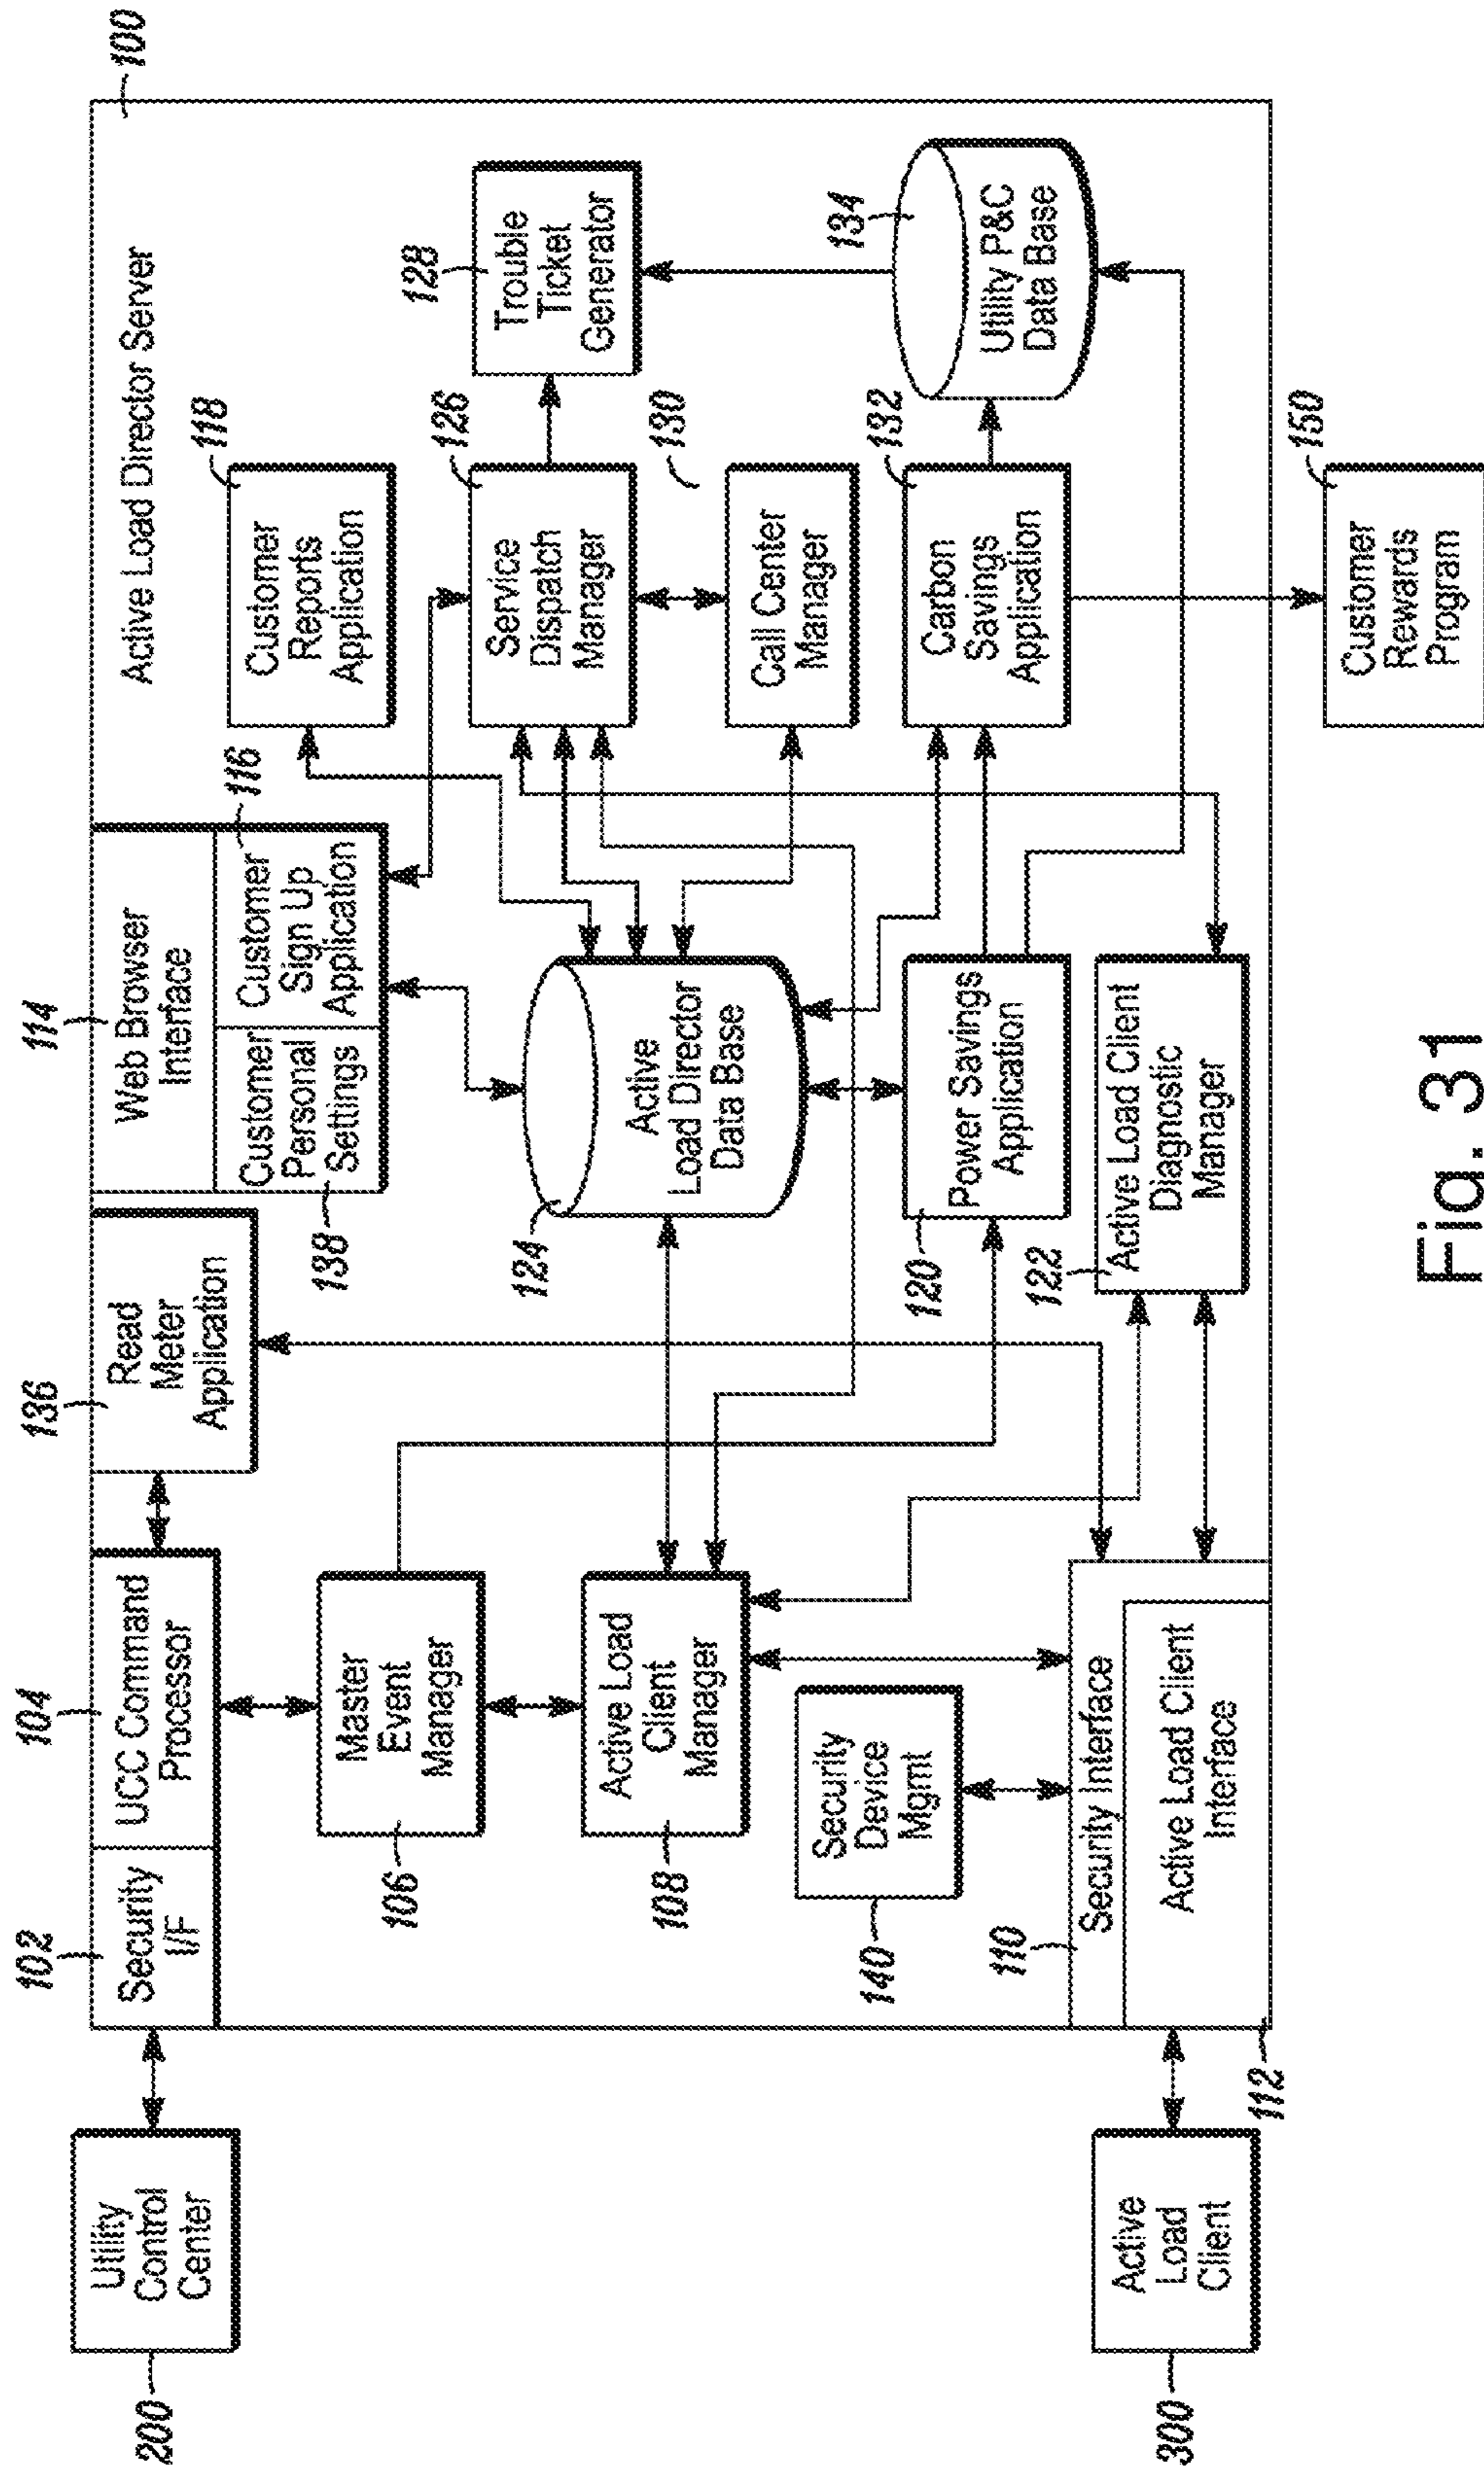 100
Active Load Director Server
200
Utility
Control
Center
102
Security
I/F
104
UCC Command
Processor
136
Read
Meter
Application
114
Web Browser
Interface
138
Customer
Personal
Settings
116
Customer
Sign Up
Application
118
Customer
Reports
Application
106
Master
Event
Manager
124
Active
Load Director
Data Base
126
Service
Dispatch
Manager
128
Trouble
Ticket
Generator
108
Active Load
Client
Manager
130
Call Center
Manager
140
Security
Device
Mgmt
120
Power Savings
Application
132
Carbon
Savings
Application
134
Utility P&C
Data Base
122
Active Load Client
Diagnostic
Manager
110
Security Interface
Active Load Client
Interface
112
300
Active
Load
Client
150
Customer
Rewards
Program
Fig. 31